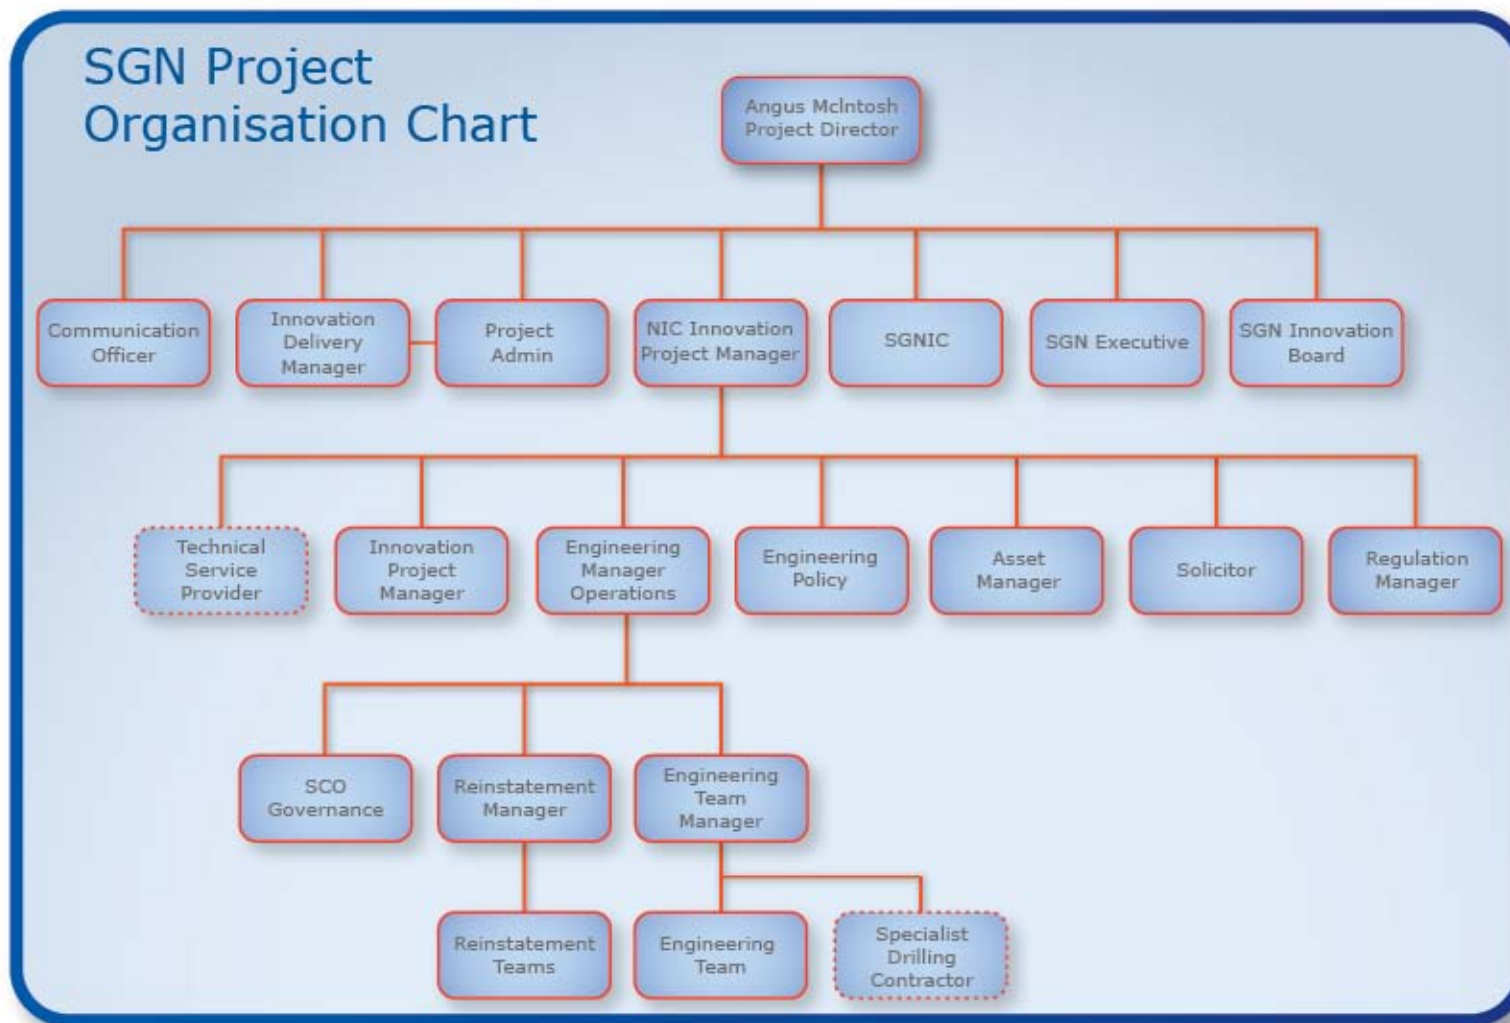 SGN Project
Organisation Chart
Angus McIntosh
Project Director
Communication
Officer
Innovation
Delivery
Manager
Project
Admin
NIC Innovation
Project Manager
SGNIC
SGN Executive
SGN Innovation
Board
Technical
Service
Provider
Innovation
Project
Manager
Engineering
Manager
Operations
Engineering
Policy
Asset
Manager
Solicitor
Regulation
Manager
SCO
Governance
Reinstatement
Manager
Engineering
Team
Manager
Reinstatement
Teams
Engineering
Team
Specialist
Drilling
Contractor